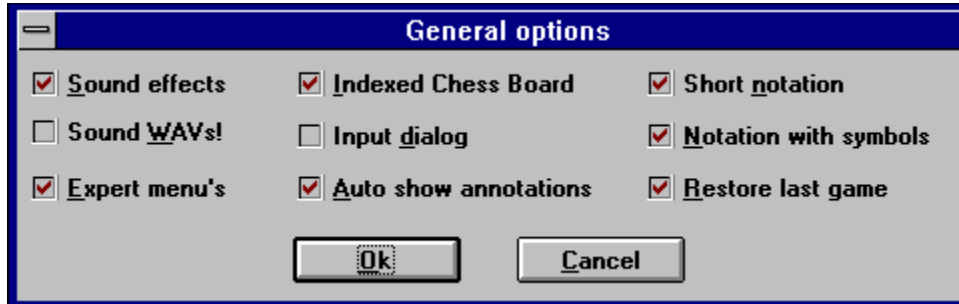 General options
Sound effects Indexed Chess Board Short notation
Sound WAVs! Input dialog Notation with symbols
Expert menu's Auto show annotations Restore last game
Ok Cancel